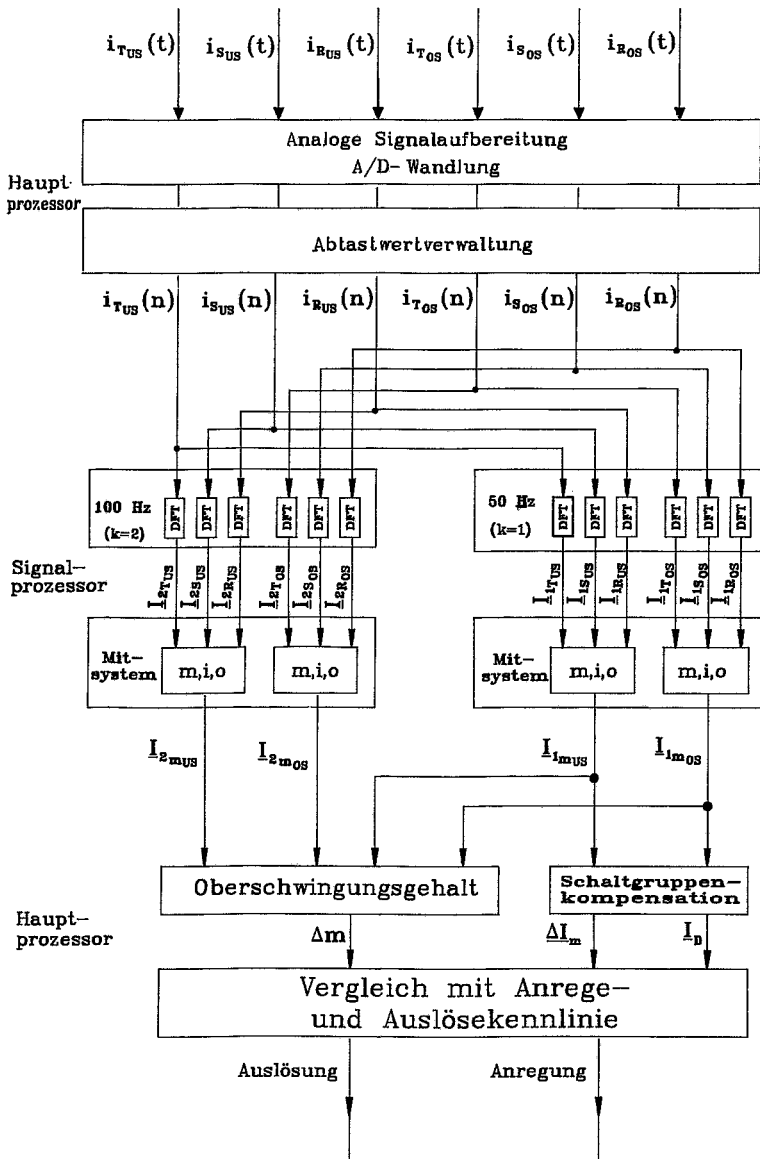 i_TUS(t) i_SUS(t) i_RUS(t) i_TOS(t) i_SOS(t) i_ROS(t)
Analoge Signalaufbereitung
A/D-Wandlung
Haupt-
prozessor
Abtastwertverwaltung
i_TUS(n) i_SUS(n) i_RUS(n) i_TOS(n) i_SOS(n) i_ROS(n)
100 Hz
(k=2)
DFT DFT DFT DFT DFT DFT
50 Hz
(k=1)
DFT DFT DFT DFT DFT DFT
Signal-
prozessor
I_2TUS I_2SUS I_2RUS I_2TOS I_2SOS I_2ROS
I_1TUS I_1SUS I_1RUS I_1TOS I_1SOS I_1ROS
Mit-
system
m,i,o m,i,o
Mit-
system
m,i,o m,i,o
I_2mUS I_2mOS I_1mUS I_1mOS
Oberschwingungsgehalt
Schaltgruppen-
kompensation
Haupt-
prozessor
Δm ΔI_m I_D
Vergleich mit Anrege-
und Auslösekennlinie
Auslösung Anregung